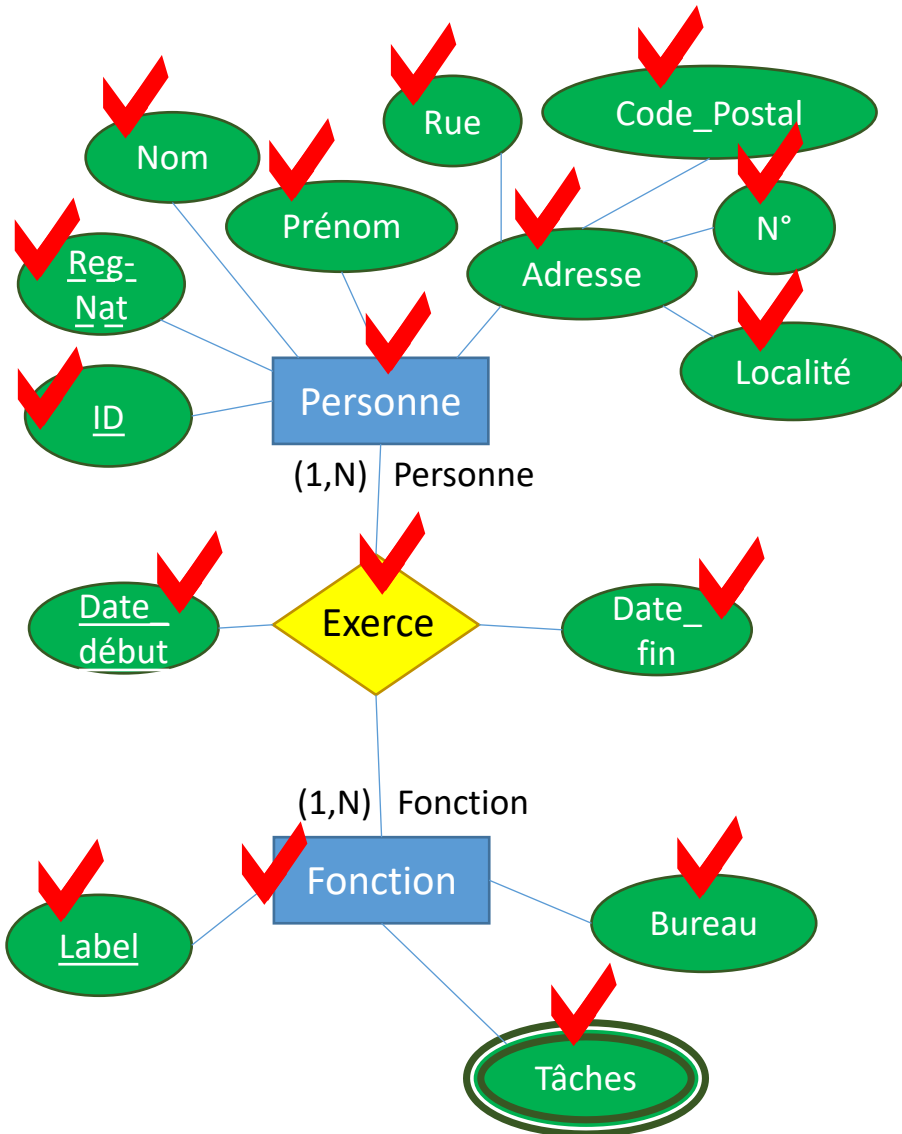 Rue
Code_Postal
Nom
Prénom
N°
Reg-
Nat
Adresse
Localité
ID
Personne
(1,N) Personne
Date_
début
Exerce
Date_
fin
(1,N) Fonction
Fonction
Label
Bureau
Tâches